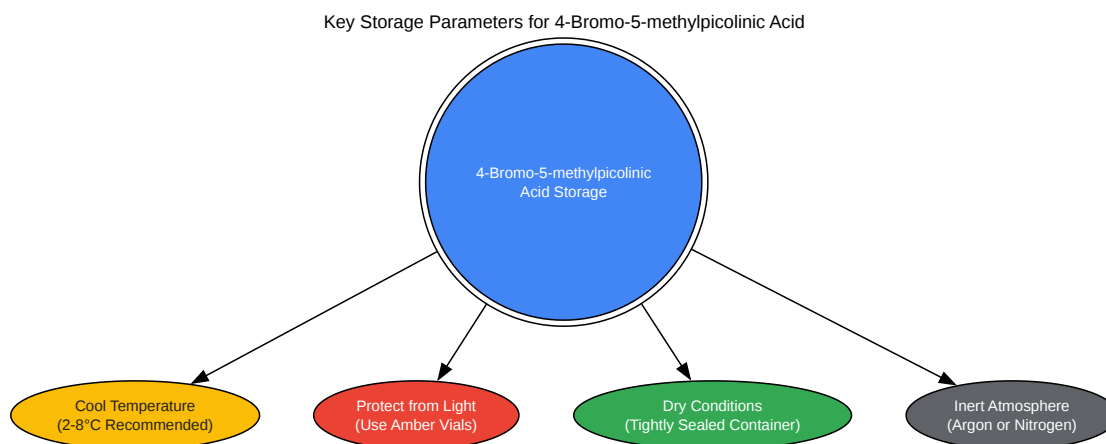 Key Storage Parameters for 4-Bromo-5-methylpicolinic Acid
4-Bromo-5-methylpicolinic
Acid Storage
Cool Temperature
(2-8°C Recommended)
Protect from Light
(Use Amber Vials)
Dry Conditions
(Tightly Sealed Container)
Inert Atmosphere
(Argon or Nitrogen)